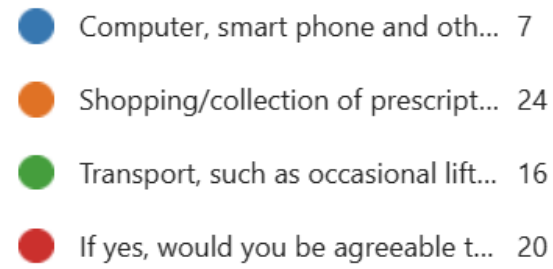 Computer, smart phone and oth... 7
Shopping/collection of prescript... 24
Transport, such as occasional lift... 16
If yes, would you be agreeable t... 20